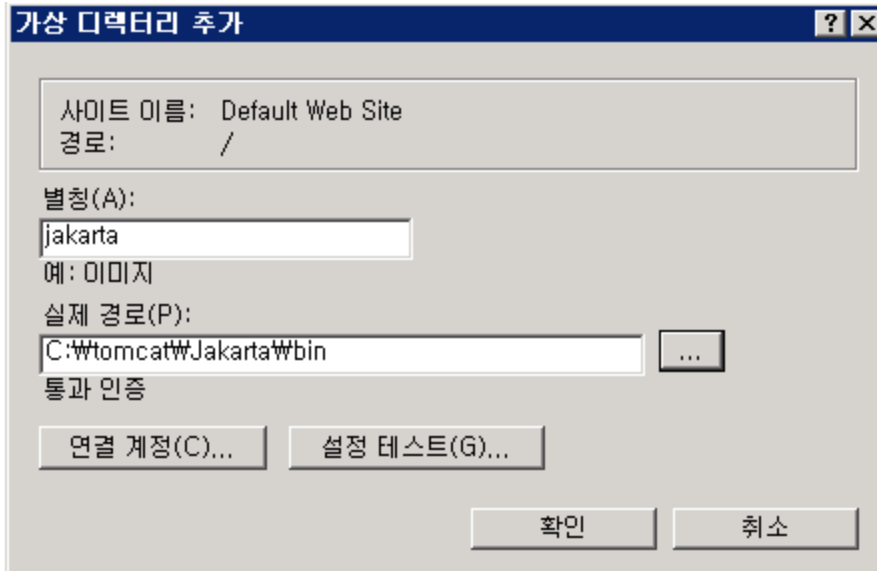 가상 디렉터리 추가
사이트 이름: Default Web Site
경로: /
별칭(A):
jakarta
예: 이미지
실제 경로(P):
C:₩tomcat₩Jakarta₩bin
...
통과 인증
연결 계정(C)...
설정 테스트(G)...
확인
취소